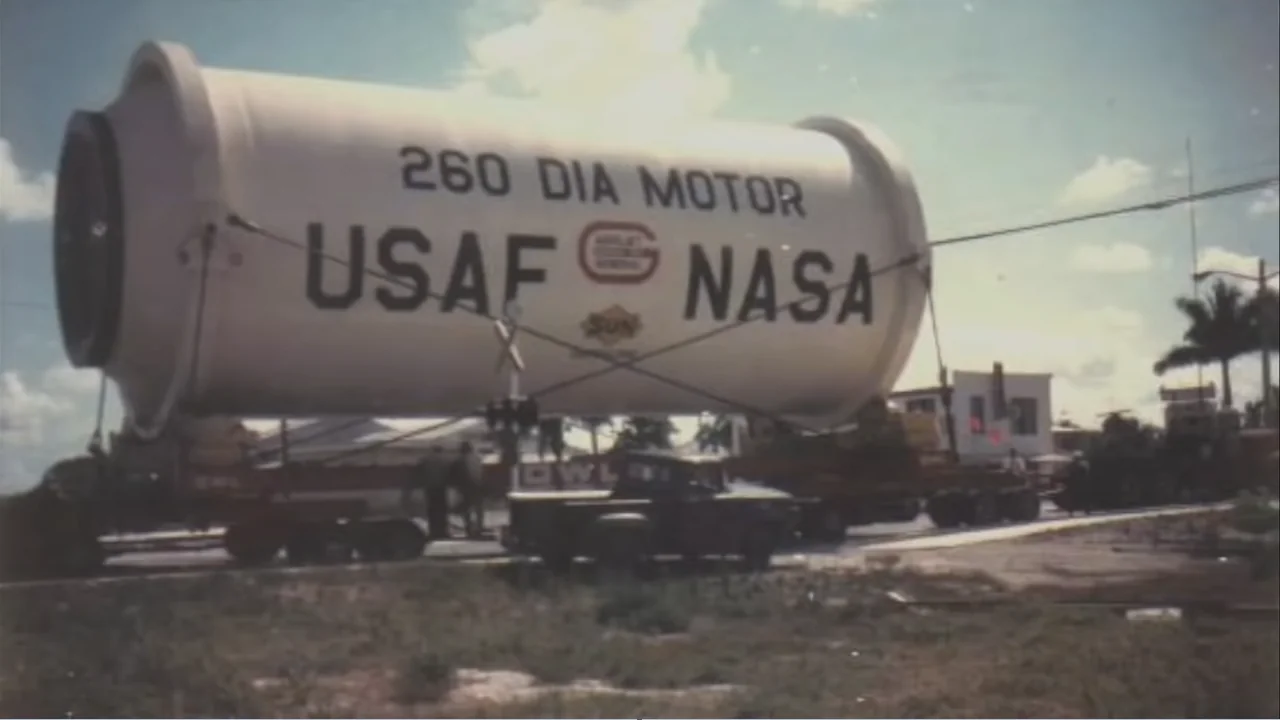 260 DIA MOTOR
USAF NASA
SUN